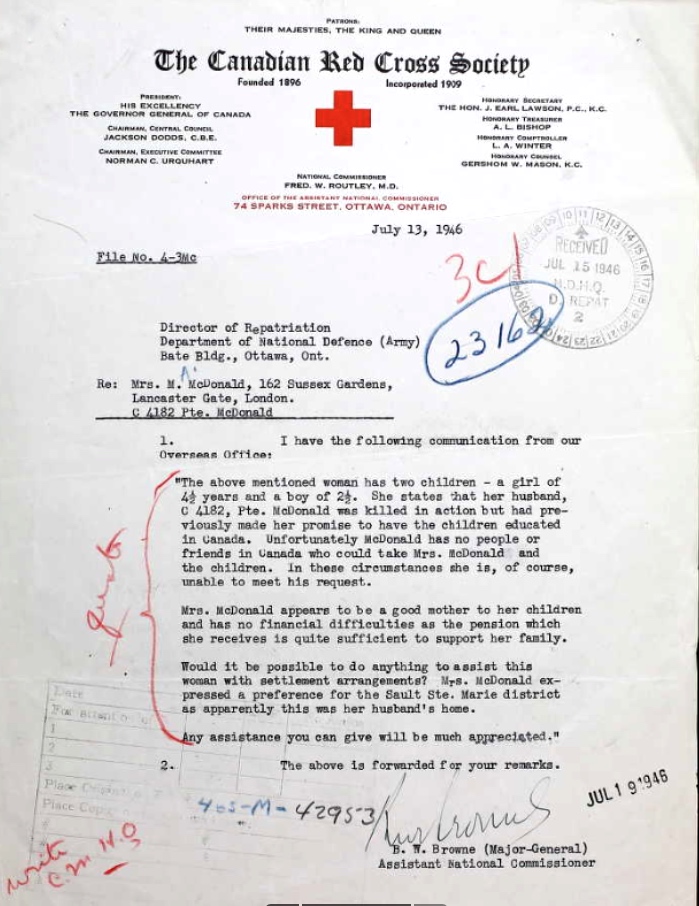 PATRONS:
THEIR MAJESTIES, THE KING AND QUEEN
The Canadian Red Cross Society
Founded 1896
Incorporated 1909
PRESIDENT:
HIS EXCELLENCY
THE GOVERNOR GENERAL OF CANADA
CHAIRMAN, CENTRAL COUNCIL
JACKSON DODDS, C.B.E.
CHAIRMAN, EXECUTIVE COMMITTEE
NORMAN C. URQUHART
HONORARY SECRETARY
THE HON. J. EARL LAWSON, P.C., K.C.
HONORARY TREASURER
A. L. BISHOP
HONORARY COMPTROLLER
L. A. WINTER
HONORARY COUNSEL
GERSHOM W. MASON, K.C.
NATIONAL COMMISSIONER
FRED. W. ROUTLEY, M.D.
OFFICE OF THE ASSISTANT NATIONAL COMMISSIONER
74 SPARKS STREET, OTTAWA, ONTARIO
July 13, 1946
File No. 4-3Mc
RECEIVED
JUL 15 1946
N.D.H.Q.
D. REPAT
2
Director of Repatriation
Department of National Defence (Army)
Bate Bldg., Ottawa, Ont.
Re: Mrs. M. McDonald, 162 Sussex Gardens,
Lancaster Gate, London.
C 4182 Pte. McDonald
1. I have the following communication from our
Overseas Office:
"The above mentioned woman has two children - a girl of
4½ years and a boy of 2½. She states that her husband,
C 4182, Pte. McDonald was killed in action but had pre-
viously made her promise to have the children educated
in Canada. Unfortunately McDonald has no people or
friends in Canada who could take Mrs. McDonald and
the children. In these circumstances she is, of course,
unable to meet his request.
Mrs. McDonald appears to be a good mother to her children
and has no financial difficulties as the pension which
she receives is quite sufficient to support her family.
Would it be possible to do anything to assist this
woman with settlement arrangements? Mrs. McDonald ex-
pressed a preference for the Sault Ste. Marie district
as apparently this was her husband's home.
Any assistance you can give will be much appreciated."
2. The above is forwarded for your remarks.
Date
1
2
3
405-M-42953
JUL 19 1946
B. W. Browne (Major-General)
Assistant National Commissioner
write